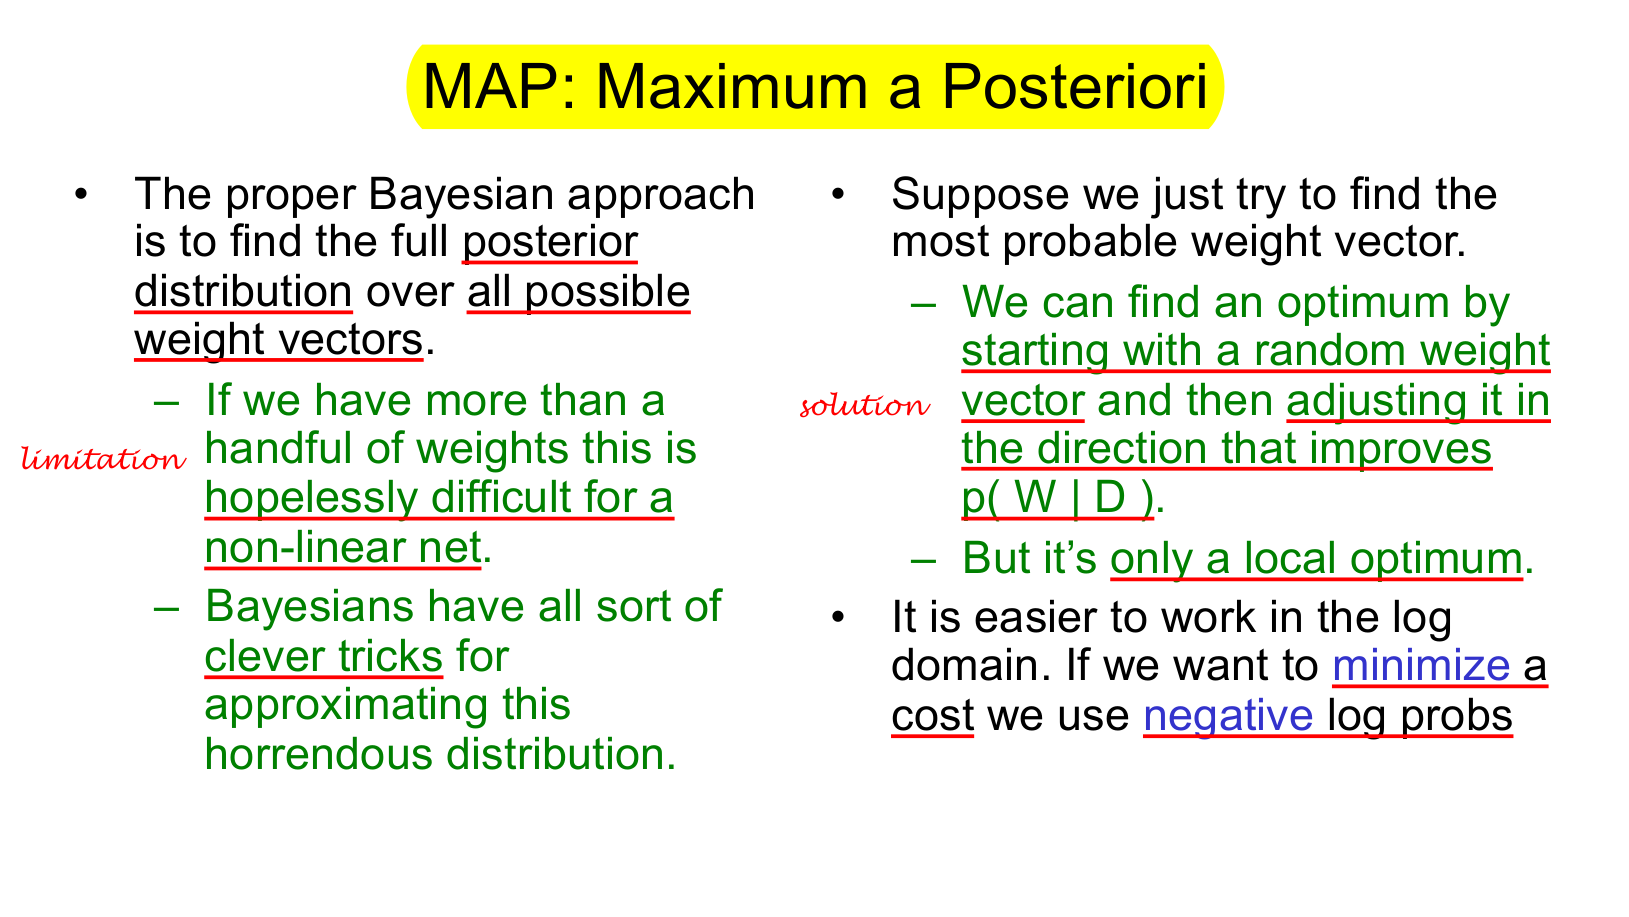 MAP: Maximum a Posteriori
• The proper Bayesian approach
is to find the full posterior
distribution over all possible
weight vectors.
– If we have more than a
handful of weights this is
hopelessly difficult for a
non-linear net.
limitation
– Bayesians have all sort of
clever tricks for
approximating this
horrendous distribution.
• Suppose we just try to find the
most probable weight vector.
– We can find an optimum by
starting with a random weight
vector and then adjusting it in
the direction that improves
p( W | D ).
solution
– But it’s only a local optimum.
• It is easier to work in the log
domain. If we want to minimize a
cost we use negative log probs